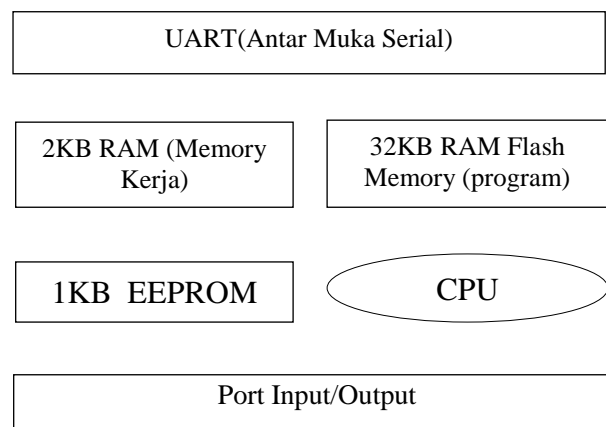 UART(Antar Muka Serial)
2KB RAM (Memory
Kerja)
32KB RAM Flash
Memory (program)
1KB EEPROM
CPU
Port Input/Output